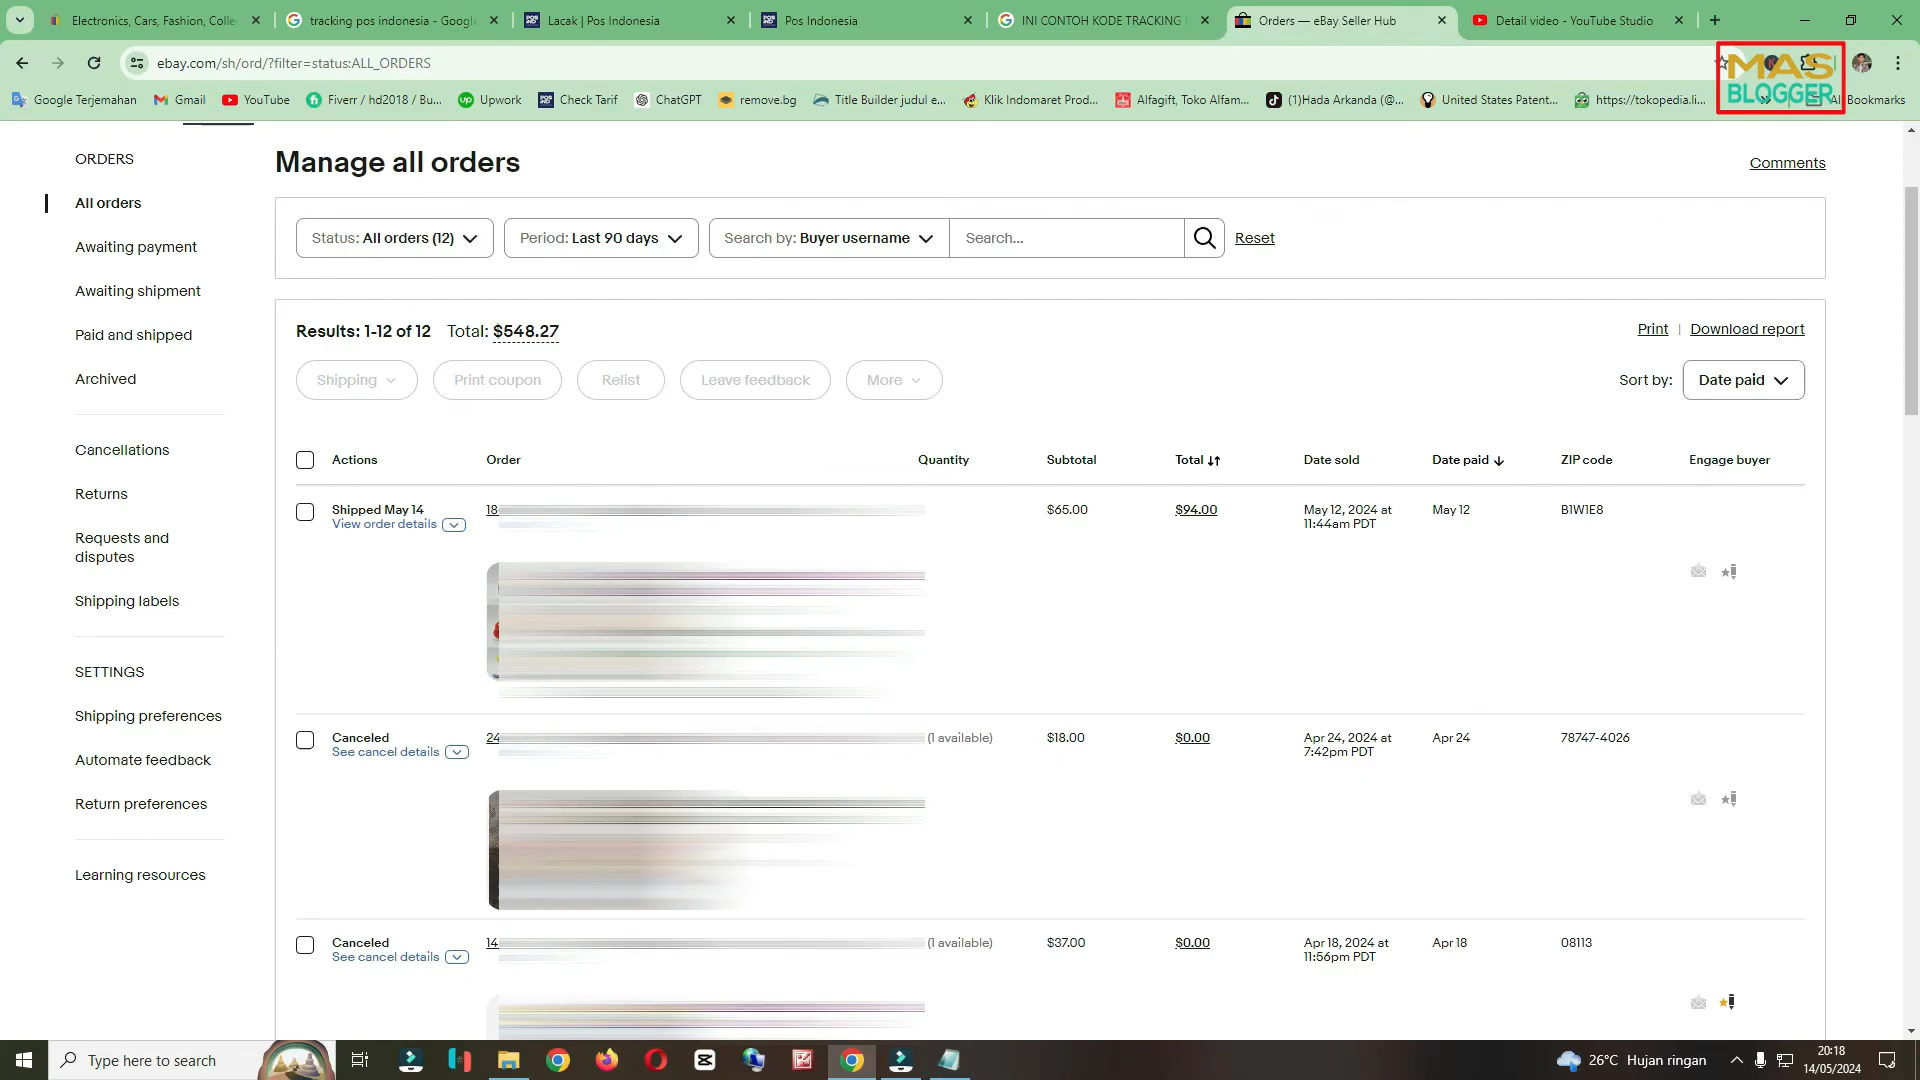 Electronics, Cars, Fashion, Colle
tracking pos indonesia - Google
Lacak | Pos Indonesia
Pos Indonesia
INI CONTOH KODE TRACKING
Orders — eBay Seller Hub
Detail video - YouTube Studio
ebay.com/sh/ord/?filter=status:ALL_ORDERS
MAS
BLOGGER
Google Terjemahan
Gmail
YouTube
Fiverr / hd2018 / Bu...
Upwork
Check Tarif
ChatGPT
remove.bg
Title Builder judul e...
Klik Indomaret Prod...
Alfagift, Toko Alfam...
(1)Hada Arkanda (@...
United States Patent...
https://tokopedia.li...
Bookmarks
ORDERS
All orders
Awaiting payment
Awaiting shipment
Paid and shipped
Archived
Cancellations
Returns
Requests and
disputes
Shipping labels
SETTINGS
Shipping preferences
Automate feedback
Return preferences
Learning resources
Manage all orders
Comments
Status: All orders (12)
Period: Last 90 days
Search by: Buyer username
Search...
Reset
Results: 1-12 of 12 Total: $548.27
Print | Download report
Shipping
Print coupon
Relist
Leave feedback
More
Sort by: Date paid
Actions Order Quantity Subtotal Total Date sold Date paid ZIP code Engage buyer
Shipped May 14 18 $65.00 $94.00 May 12, 2024 at May 12 B1W1E8
View order details 11:44am PDT
Canceled 24 (1 available) $18.00 $0.00 Apr 24, 2024 at Apr 24 78747-4026
See cancel details 7:42pm PDT
Canceled 14 (1 available) $37.00 $0.00 Apr 18, 2024 at Apr 18 08113
See cancel details 11:56pm PDT
Type here to search
26°C Hujan ringan
20:18
14/05/2024